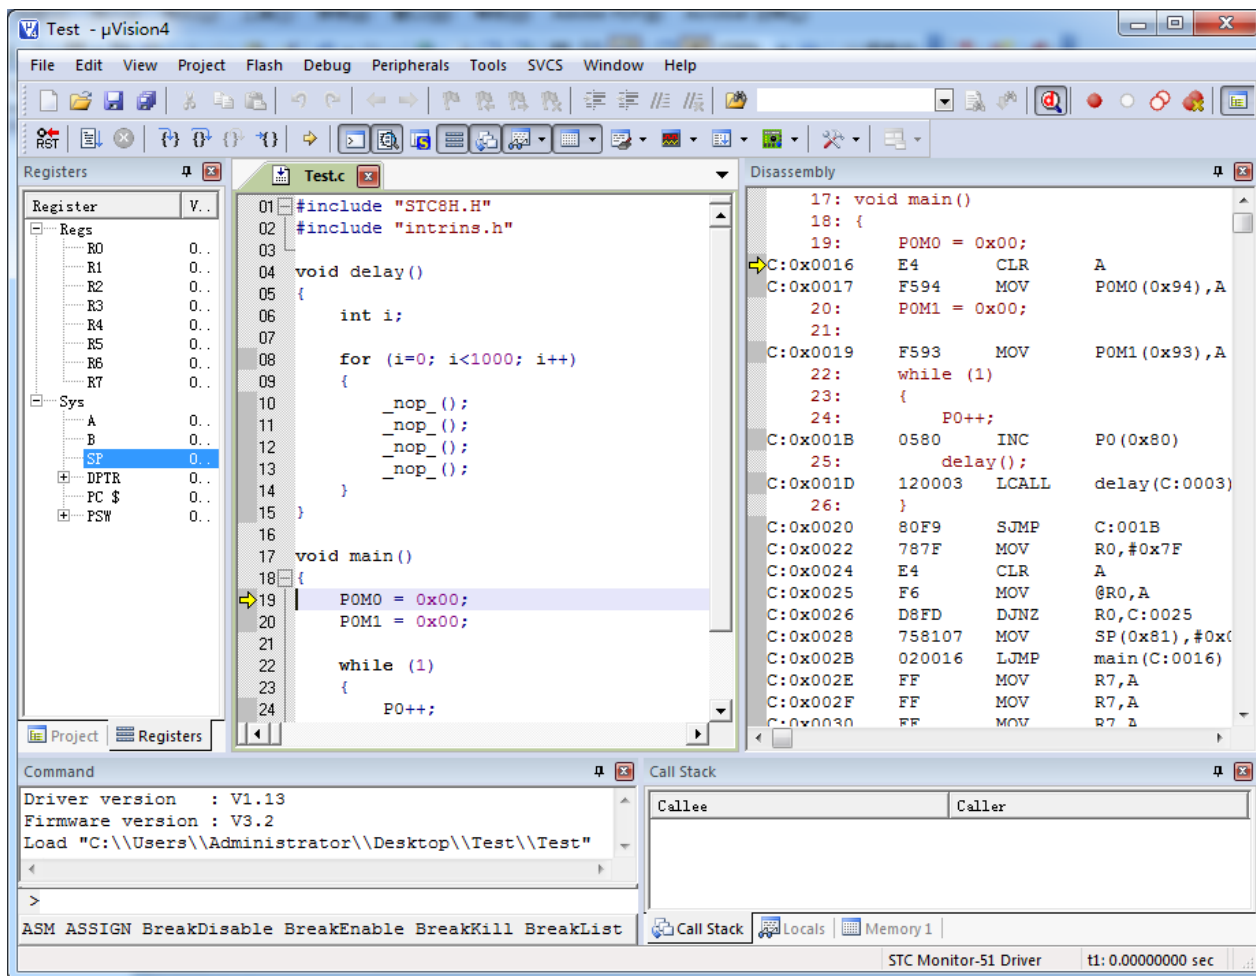 Test - µVision4
File Edit View Project Flash Debug Peripherals Tools SVCS Window Help
RST
Registers
Register V..
Regs
R0 0..
R1 0..
R2 0..
R3 0..
R4 0..
R5 0..
R6 0..
R7 0..
Sys
A 0..
B 0..
SP 0..
DPTR 0..
PC $ 0..
PSW 0..
Project Registers
Test.c
01 #include "STC8H.H"
02 #include "intrins.h"
03
04 void delay()
05 {
06 int i;
07
08 for (i=0; i<1000; i++)
09 {
10 _nop_();
11 _nop_();
12 _nop_();
13 _nop_();
14 }
15 }
16
17 void main()
18 {
19 P0M0 = 0x00;
20 P0M1 = 0x00;
21
22 while (1)
23 {
24 P0++;
Disassembly
17: void main()
18: {
19: P0M0 = 0x00;
C:0x0016 E4 CLR A
C:0x0017 F594 MOV P0M0(0x94),A
20: P0M1 = 0x00;
21:
C:0x0019 F593 MOV P0M1(0x93),A
22: while (1)
23: {
24: P0++;
C:0x001B 0580 INC P0(0x80)
25: delay();
C:0x001D 120003 LCALL delay(C:0003)
26: }
C:0x0020 80F9 SJMP C:001B
C:0x0022 787F MOV R0,#0x7F
C:0x0024 E4 CLR A
C:0x0025 F6 MOV @R0,A
C:0x0026 D8FD DJNZ R0,C:0025
C:0x0028 758107 MOV SP(0x81),#0x
C:0x002B 020016 LJMP main(C:0016)
C:0x002E FF MOV R7,A
C:0x002F FF MOV R7,A
C:0x0030 FF MOV R7,A
Command
Driver version : V1.13
Firmware version : V3.2
Load "C:\\Users\\Administrator\\Desktop\\Test\\Test"
>
ASM ASSIGN BreakDisable BreakEnable BreakKill BreakList
Call Stack
Callee Caller
Call Stack Locals Memory 1
STC Monitor-51 Driver t1: 0.00000000 sec